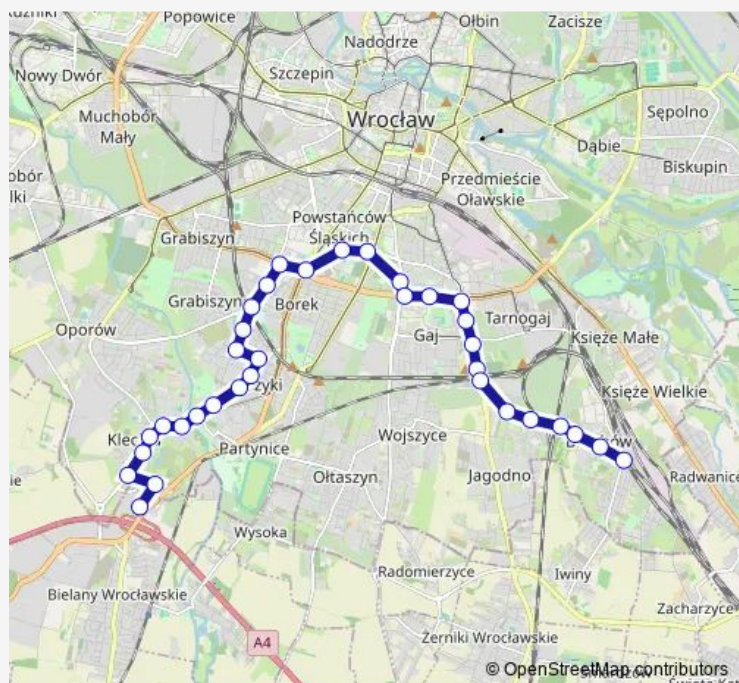 Popowice
Ołbin
Zacisze
Nadodrze
Nowy Dwór
Szczepin
Muchobór
Mały
Wrocław
Sępolno
Dąbie
Biskupin
Przedmieście
Oławskie
Powstańców
Śląskich
Grabiszyn
Grabiszyn
Borek
Oporów
Gaj
Tarnogaj
Księże Małe
Księże Wielkie
Partynice
Wojszyce
Ołtaszyn
Jagodno
Radwanice
Wysoka
Radomierzyce
Iwiny
Bielany Wrocławskie
Zacharzyce
A4
Żerniki Wrocławskie
© OpenStreetMap contributors